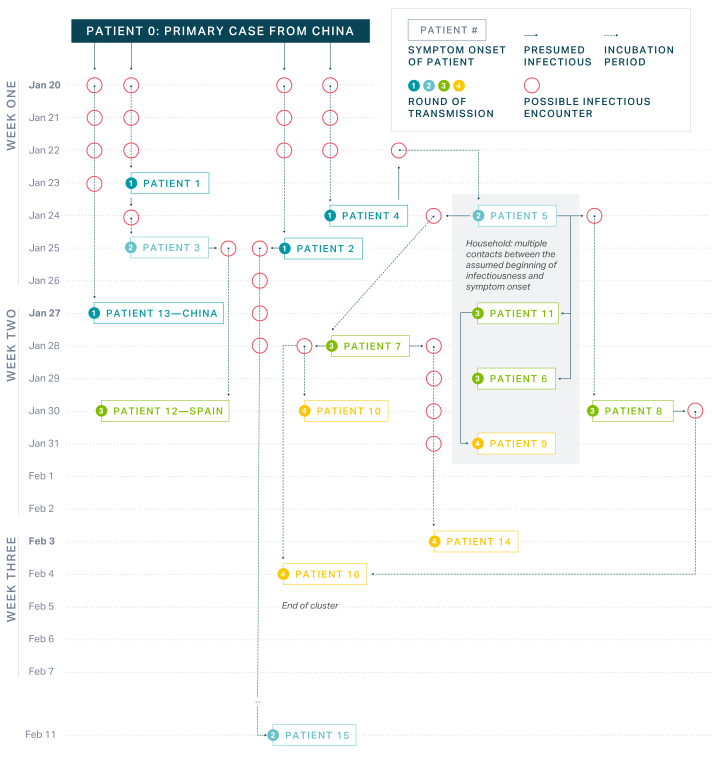 PATIENT 0: PRIMARY CASE FROM CHINA
PATIENT #
SYMPTOM ONSET
OF PATIENT
PRESUMED
INFECTIOUS
INCUBATION
PERIOD
1 2 3 4
ROUND OF
TRANSMISSION
POSSIBLE INFECTIOUS
ENCOUNTER
WEEK ONE
Jan 20
Jan 21
Jan 22
Jan 23
1 PATIENT 1
Jan 24
1 PATIENT 4
2 PATIENT 5
Jan 25
2 PATIENT 3
1 PATIENT 2
Household: multiple
contacts between the
assumed beginning of
infectiousness and
symptom onset
Jan 26
WEEK TWO
Jan 27
1 PATIENT 13—CHINA
3 PATIENT 11
Jan 28
3 PATIENT 7
Jan 29
3 PATIENT 6
Jan 30
3 PATIENT 12—SPAIN
4 PATIENT 10
3 PATIENT 8
Jan 31
4 PATIENT 9
Feb 1
Feb 2
WEEK THREE
Feb 3
4 PATIENT 14
Feb 4
4 PATIENT 16
Feb 5
End of cluster
Feb 6
Feb 7
Feb 11
2 PATIENT 15